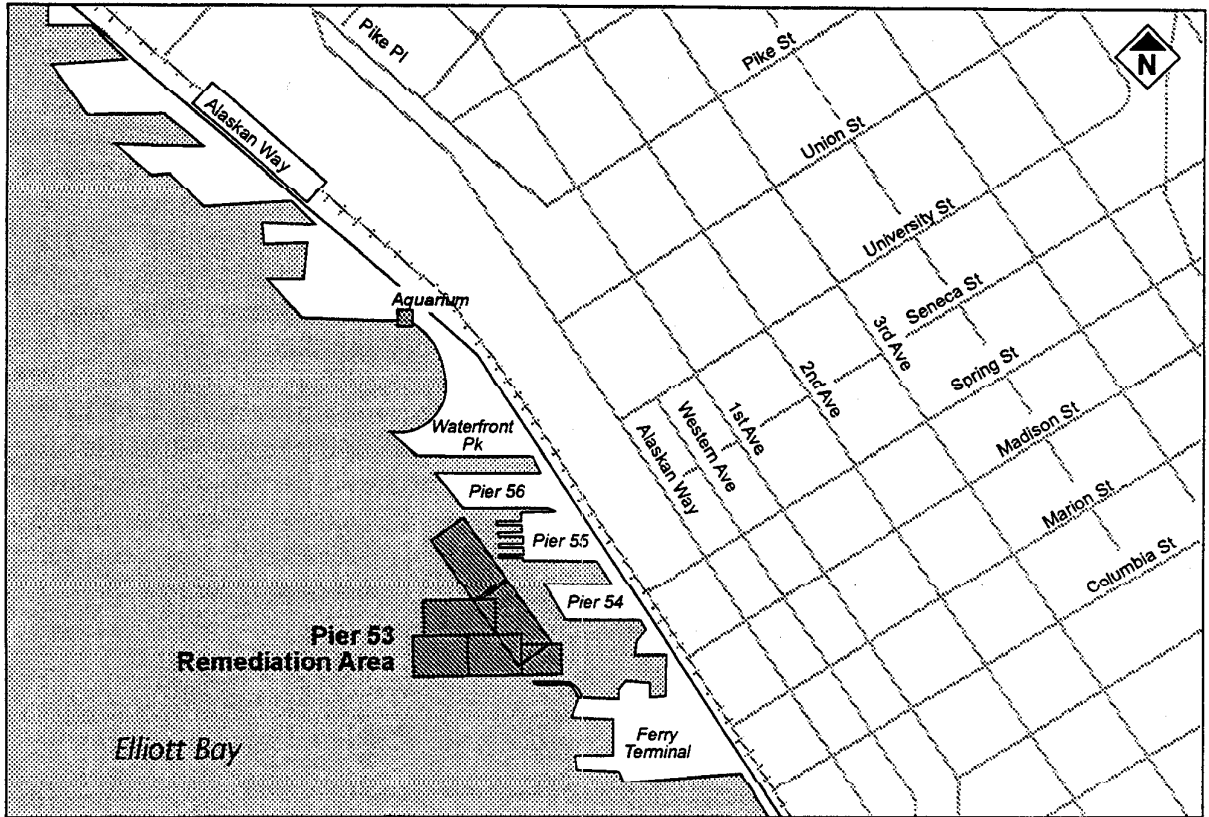 Pike Pl
Pike St
N
Alaskan Way
Union St
University St
Aquarium
Seneca St
3rd Ave
Spring St
2nd Ave
1st Ave
Western Ave
Alaskan Way
Waterfront
Pk
Madison St
Pier 56
Marion St
Pier 55
Columbia St
Pier 54
Pier 53
Remediation Area
Elliott Bay
Ferry
Terminal